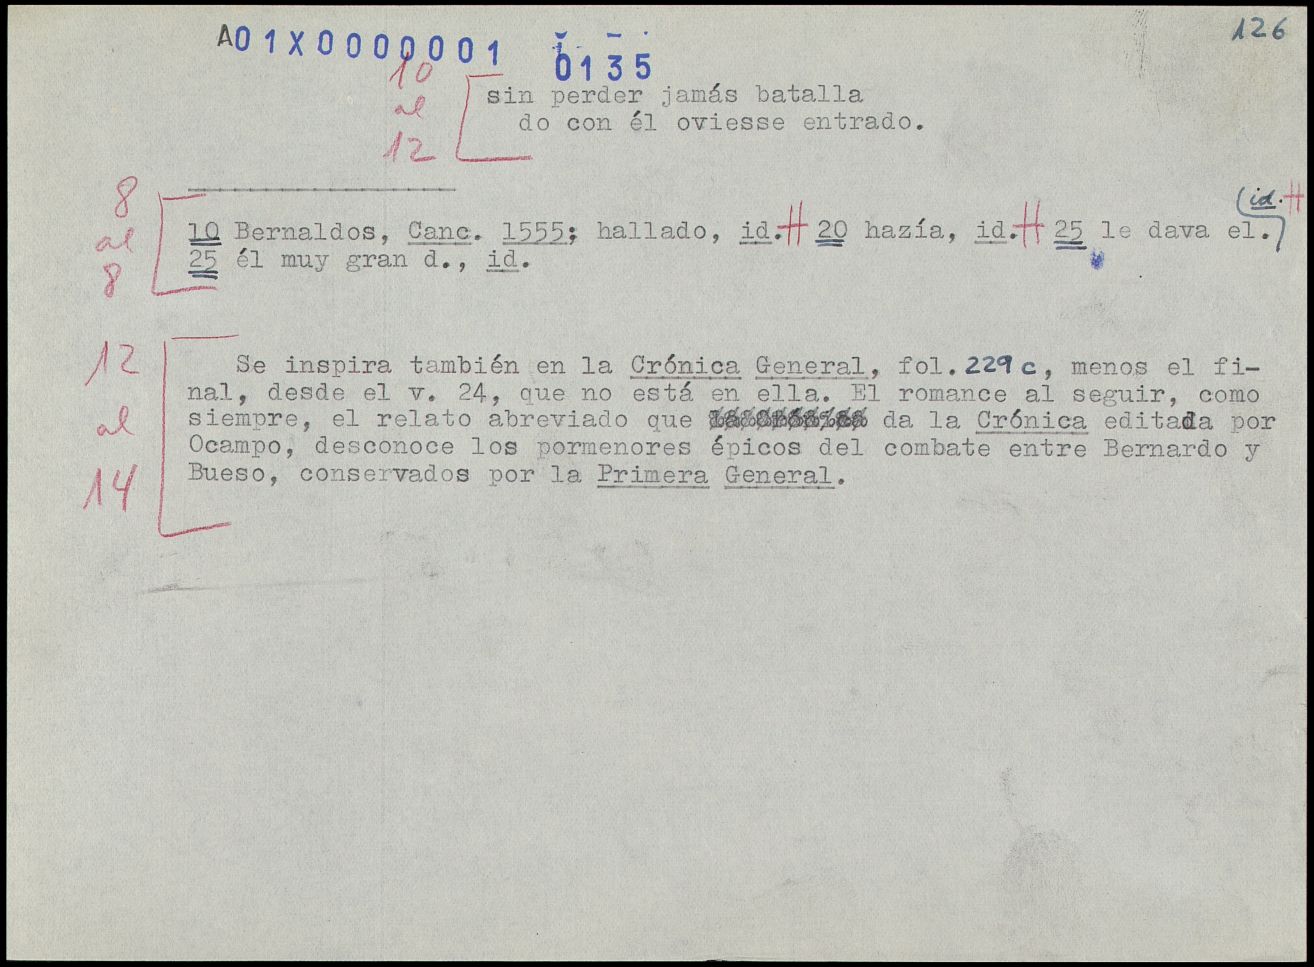 126
A01X0000001 0135
10
al
12
sin perder jamás batalla
do con él oviesse entrado.
8
al
8
(id.#
10 Bernaldos, Canc. 1555; hallado, id.# 20 hazía, id.# 25 le dava el.)
25 él muy gran d., id.
12
al
14
Se inspira también en la Crónica General, fol. 229 c, menos el fi-
nal, desde el v. 24, que no está en ella. El romance al seguir, como
siempre, el relato abreviado que da la Crónica editada por
Ocampo, desconoce los pormenores épicos del combate entre Bernardo y
Bueso, conservados por la Primera General.